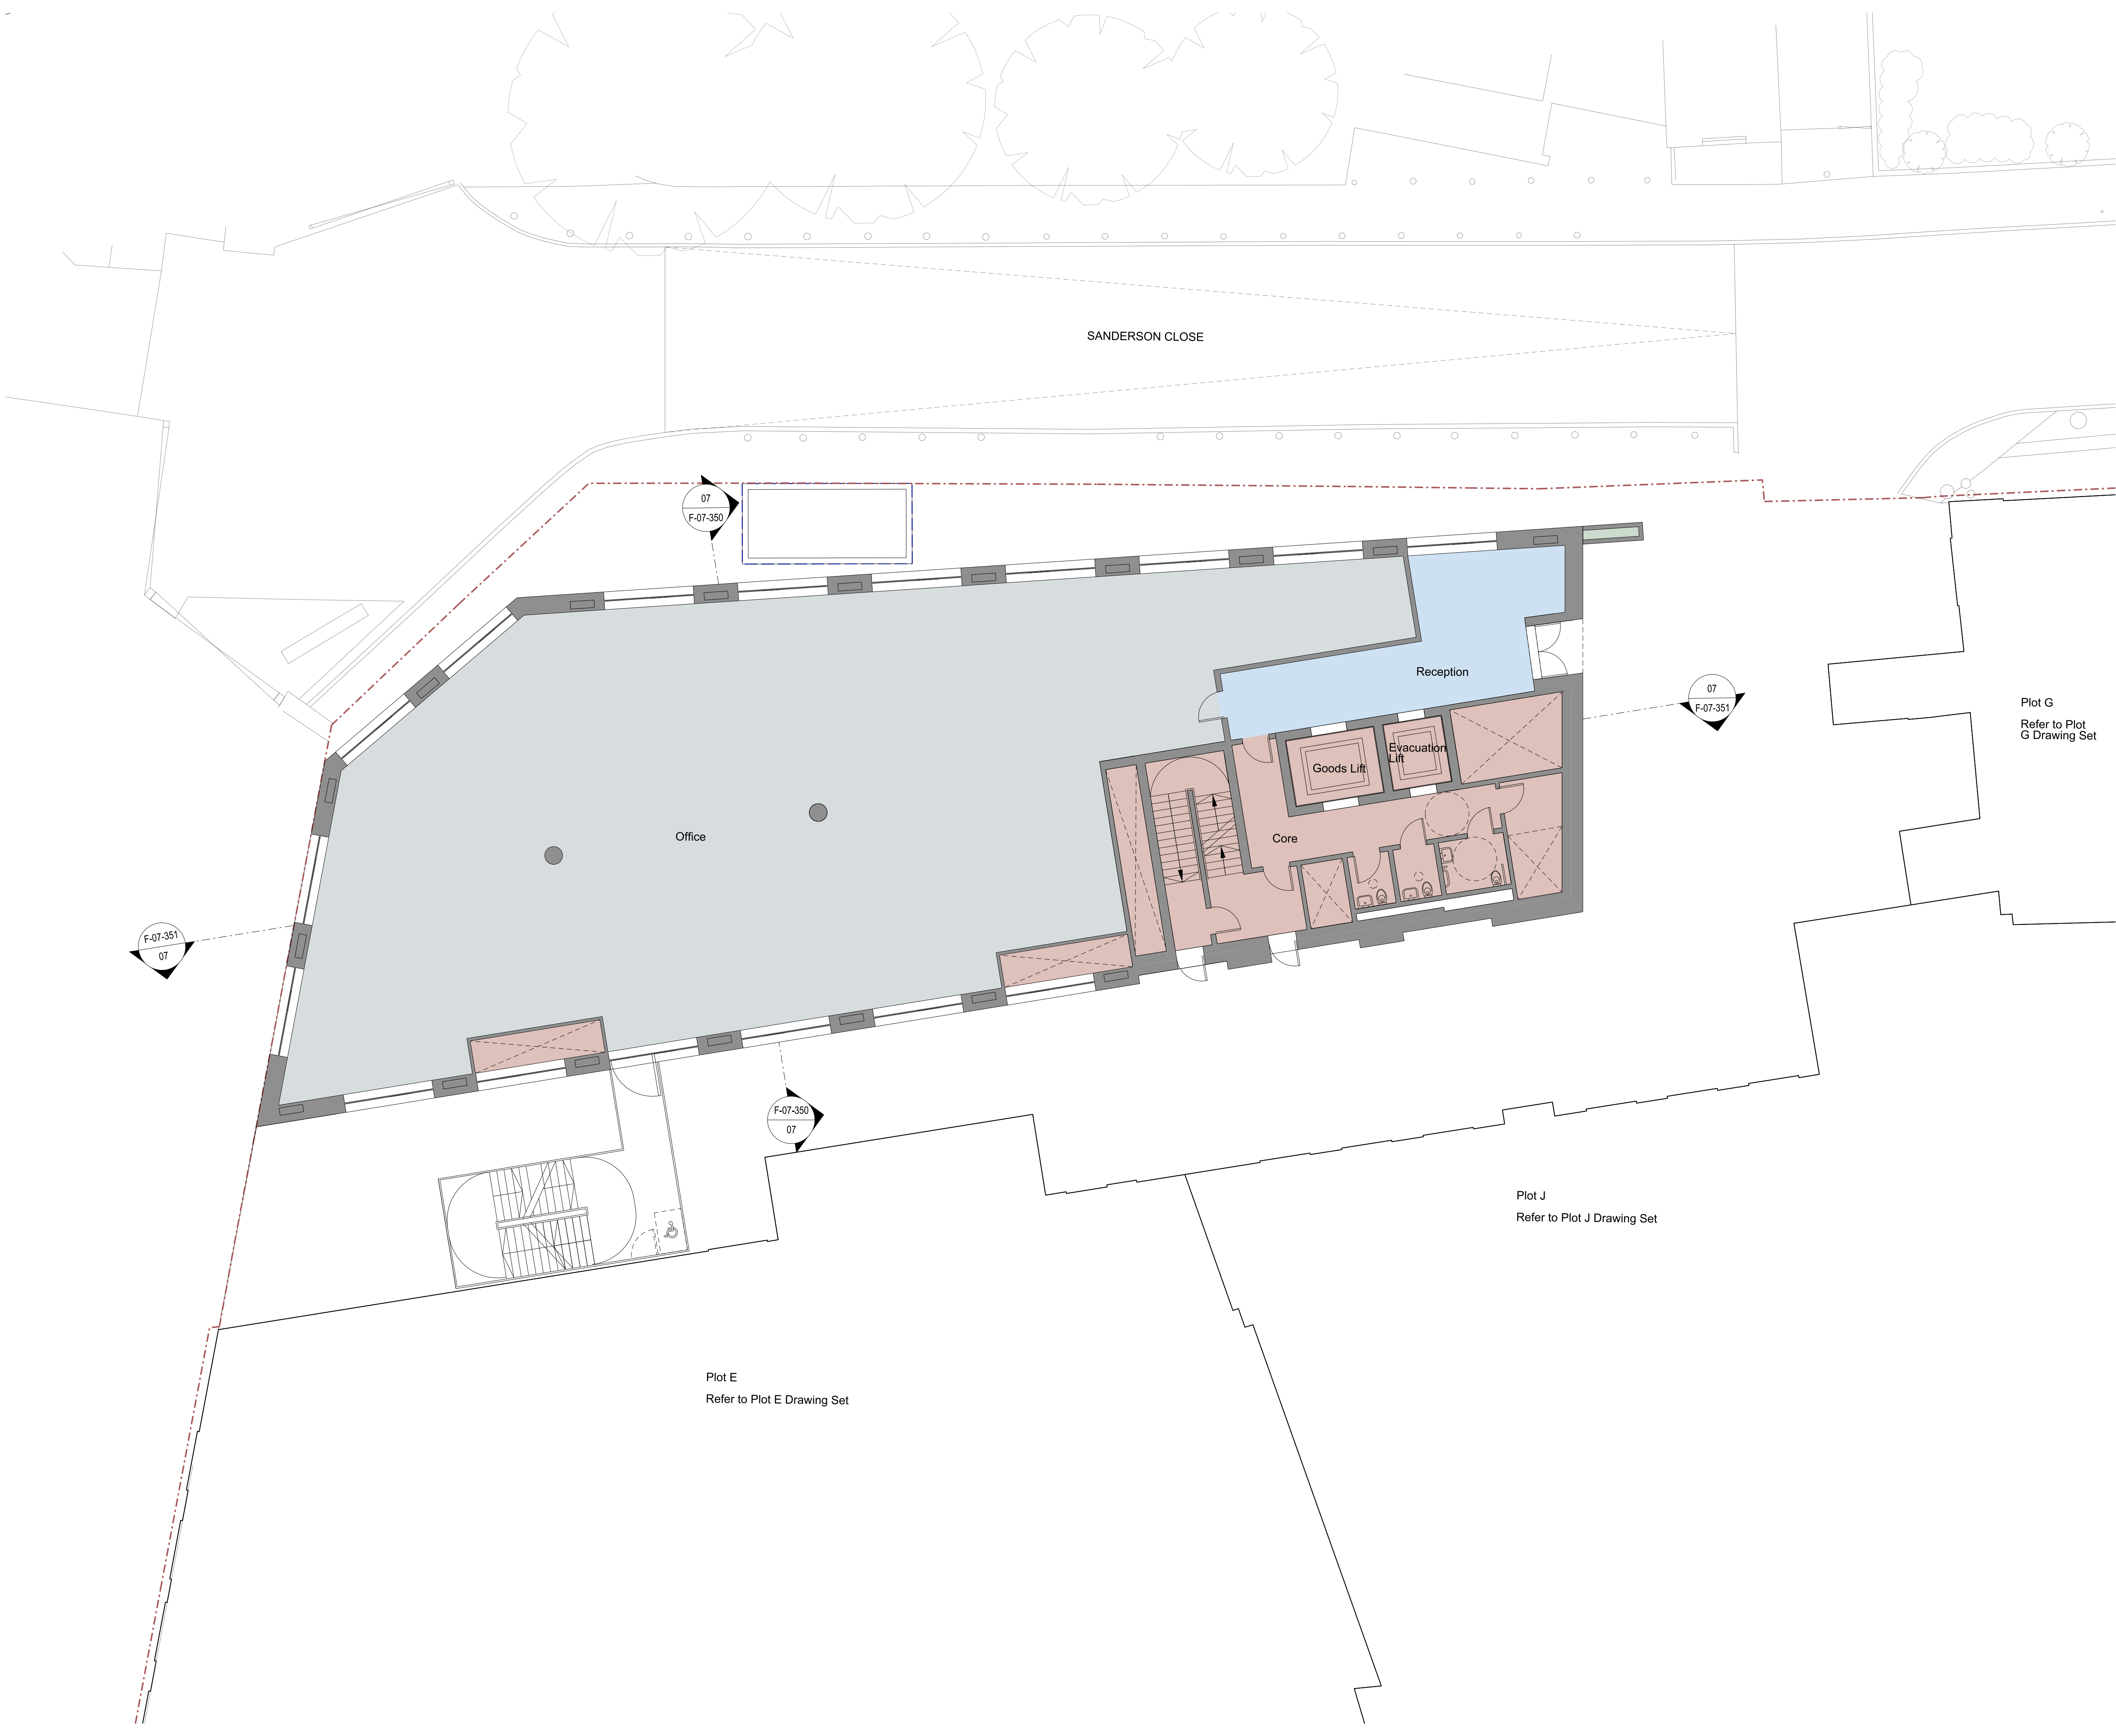 SANDERSON CLOSE
07
F-07-350
Reception
07
F-07-351
Plot G
Refer to Plot
G Drawing Set
Evacuation
Lift
Goods Lift
Office
Core
F-07-351
07
F-07-350
07
Plot J
Refer to Plot J Drawing Set
Plot E
Refer to Plot E Drawing Set